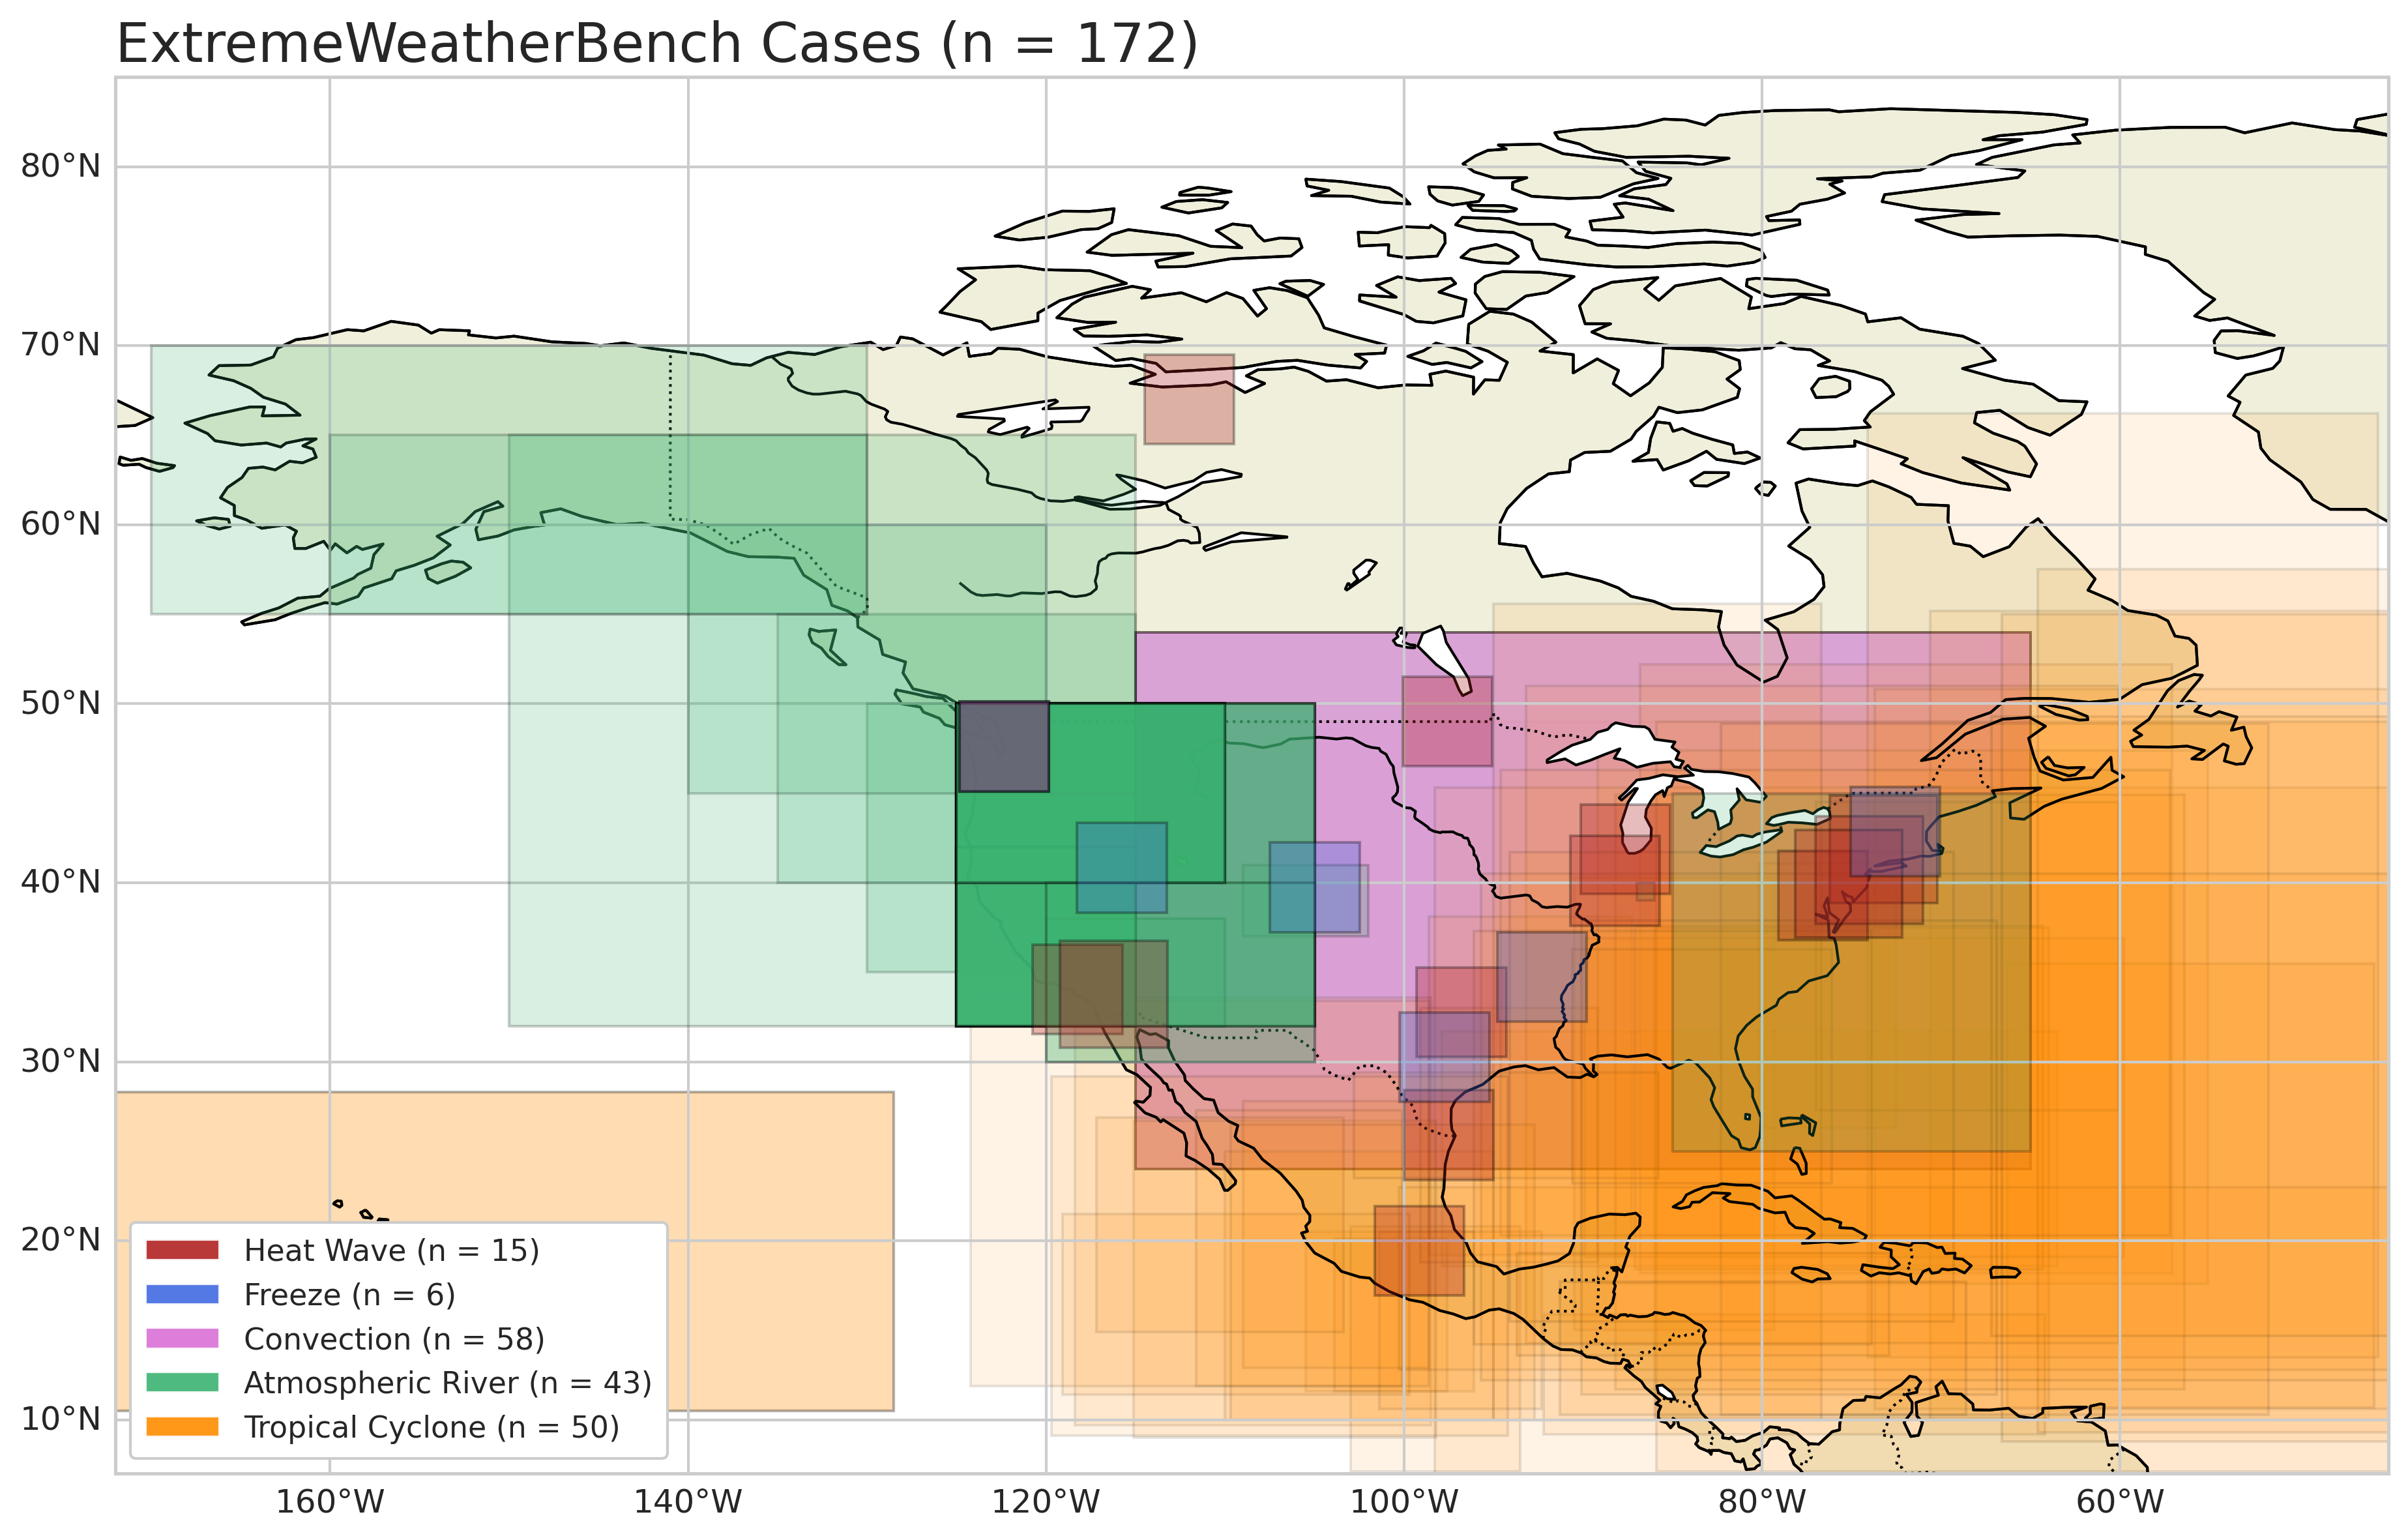 ExtremeWeatherBench Cases (n = 172)
80°N
70°N
60°N
50°N
40°N
30°N
20°N
10°N
Heat Wave (n = 15)
Freeze (n = 6)
Convection (n = 58)
Atmospheric River (n = 43)
Tropical Cyclone (n = 50)
160°W 140°W 120°W 100°W 80°W 60°W